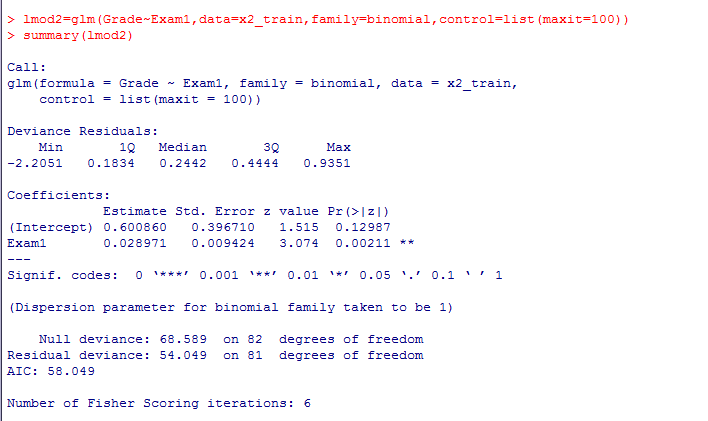 > lmod2=glm(Grade~Exam1,data=x2_train,family=binomial,control=list(maxit=100))
> summary(lmod2)
Call:
glm(formula = Grade ~ Exam1, family = binomial, data = x2_train,
    control = list(maxit = 100))
Deviance Residuals:
    Min       1Q   Median       3Q      Max
-2.2051   0.1834   0.2442   0.4444   0.9351
Coefficients:
            Estimate Std. Error z value Pr(>|z|)
(Intercept) 0.600860   0.396710   1.515  0.12987
Exam1       0.028971   0.009424   3.074  0.00211 **
---
Signif. codes:  0 ‘***’ 0.001 ‘**’ 0.01 ‘*’ 0.05 ‘.’ 0.1 ‘ ’ 1
(Dispersion parameter for binomial family taken to be 1)
    Null deviance: 68.589  on 82  degrees of freedom
Residual deviance: 54.049  on 81  degrees of freedom
AIC: 58.049
Number of Fisher Scoring iterations: 6